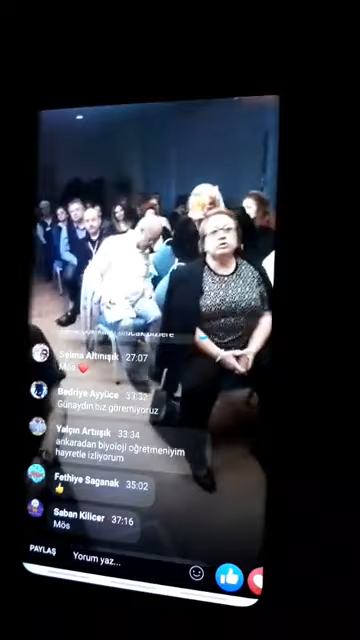 Selma Altınışık · 27:07
Mös ❤️
Bedriye Ayyüce · 33:32
Günaydın.biz göremiyoruz
Yalçın Artışık · 33:34
ankaradan biyoloji öğretmeniyim
hayretle izliyorum
Fethiye Saganak · 35:02
👍
Saban Kilicer · 37:16
Mös
PAYLAŞ Yorum yaz...